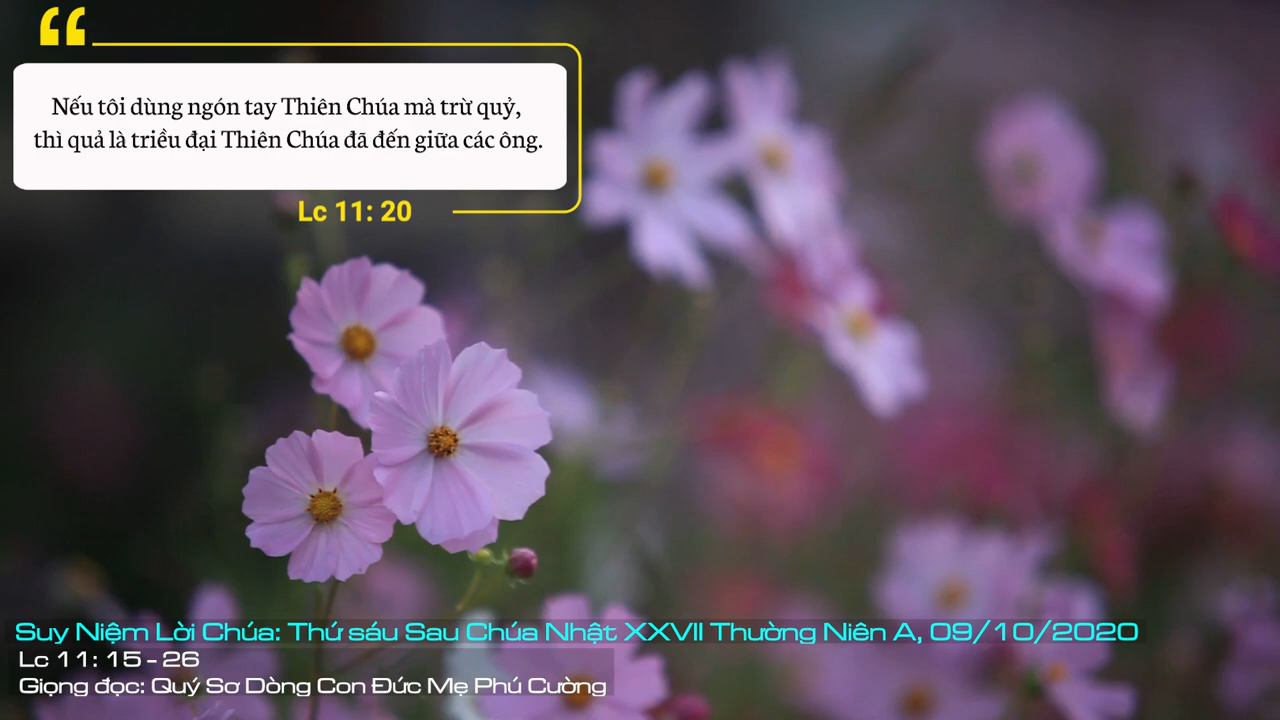 Nếu tôi dùng ngón tay Thiên Chúa mà trừ quỷ,
thì quả là triều đại Thiên Chúa đã đến giữa các ông.
Lc 11: 20
Suy Niệm Lời Chúa: Thứ sáu Sau Chúa Nhật XXVII Thường Niên A, 09/10/2020
Lc 11: 15 - 26
Giọng đọc: Quý Sơ Dòng Con Đức Mẹ Phú Cường